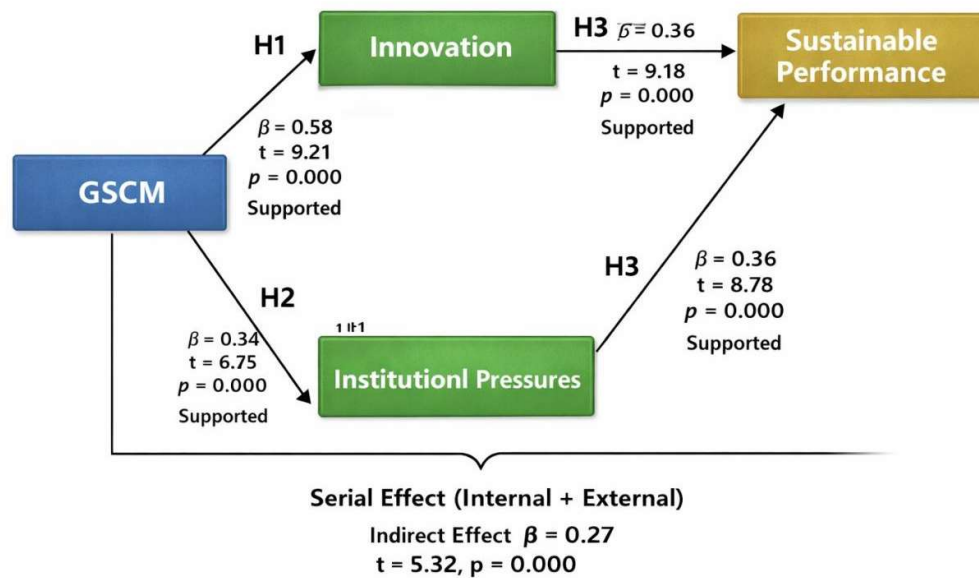 H1
Innovation
H3 β = 0.36
t = 9.18
p = 0.000
Supported
Sustainable
Performance
β = 0.58
t = 9.21
p = 0.000
Supported
GSCM
H2
β = 0.34
t = 6.75
p = 0.000
Supported
Institutionl Pressures
H3
β = 0.36
t = 8.78
p = 0.000
Supported
Serial Effect (Internal + External)
Indirect Effect β = 0.27
t = 5.32, p = 0.000